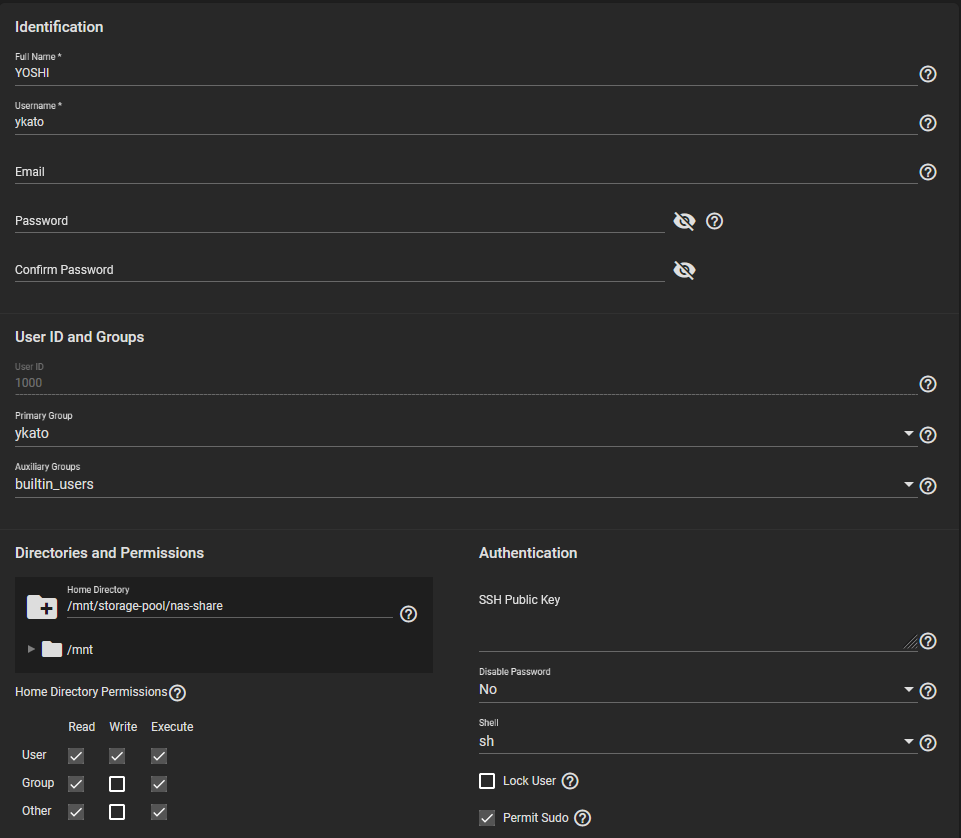 Identification
Full Name *
YOSHI
Username *
ykato
Email
Password
Confirm Password
User ID and Groups
User ID
1000
Primary Group
ykato
Auxiliary Groups
builtin_users
Directories and Permissions
Home Directory
/mnt/storage-pool/nas-share
/mnt
Home Directory Permissions
Read Write Execute
User
Group
Other
Authentication
SSH Public Key
Disable Password
No
Shell
sh
Lock User
Permit Sudo